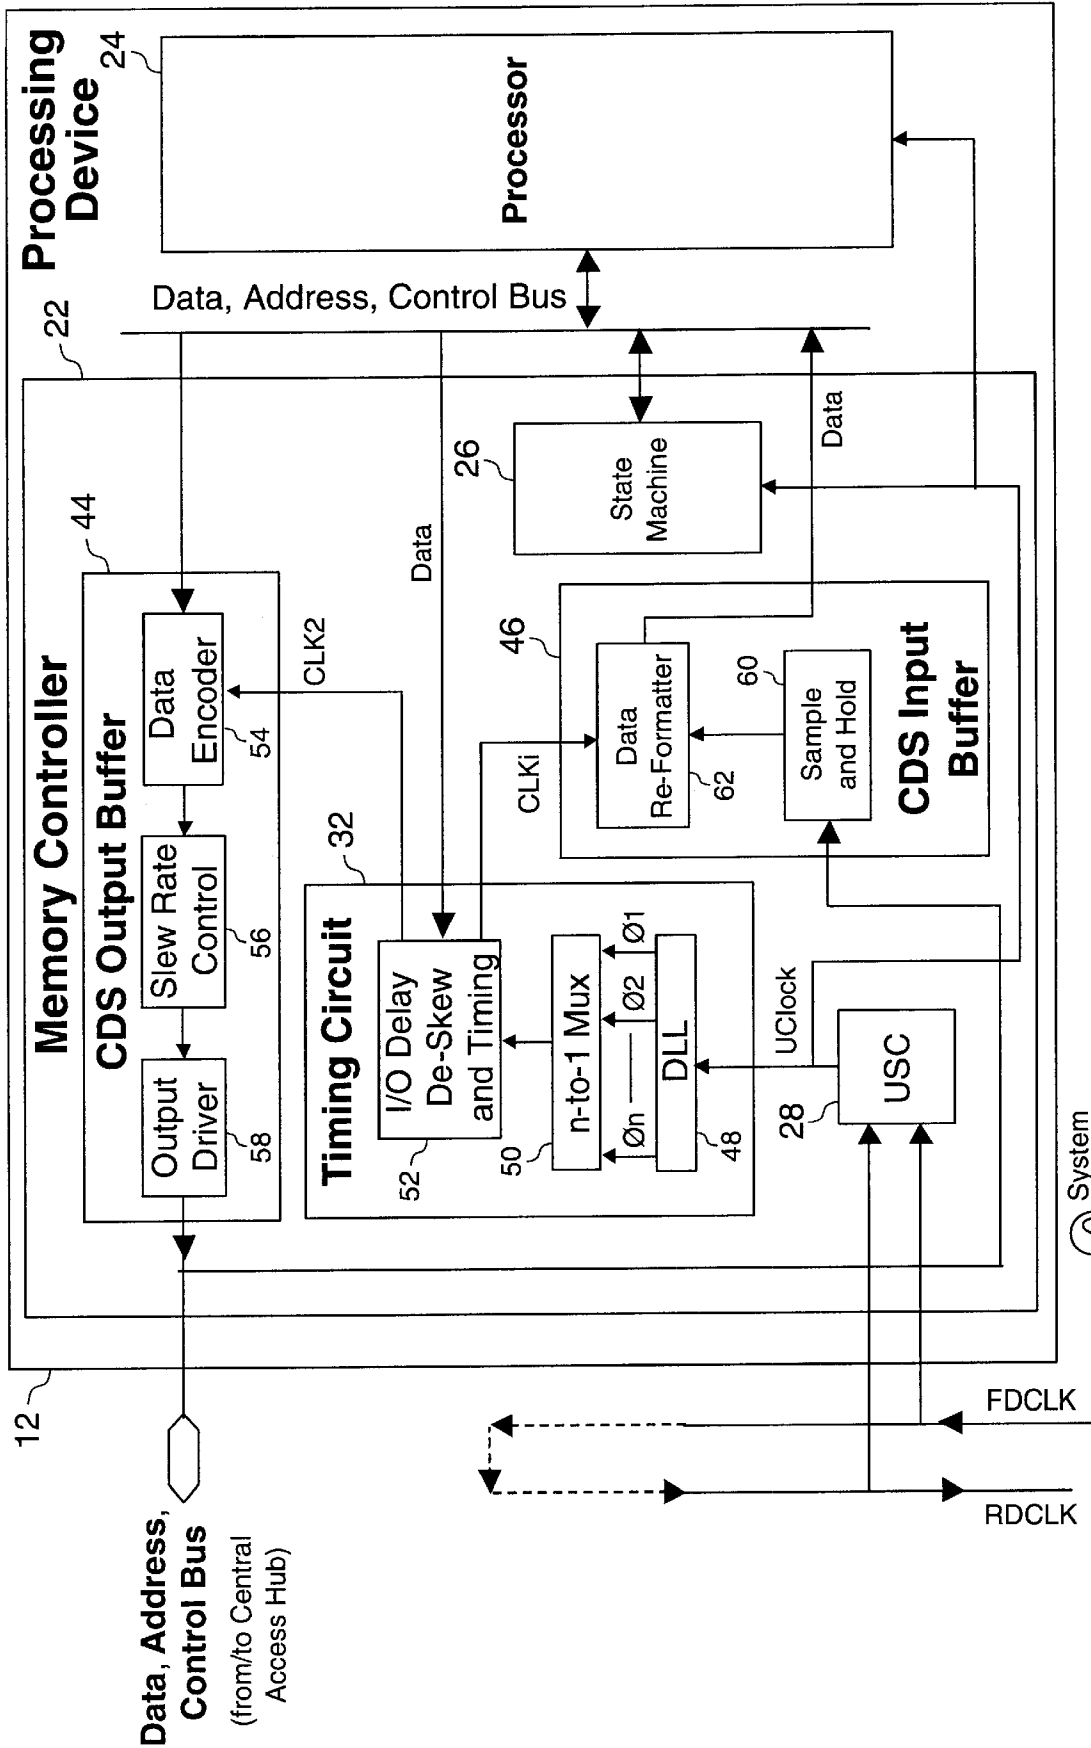 Processing
Device
24
Processor
Data, Address, Control Bus
22
Memory Controller
44
CDS Output Buffer
Data
Encoder
54
Slew Rate
Control
56
Output
Driver
58
CLK2
Data
26
State
Machine
Data
32
Timing Circuit
I/O Delay
De-Skew
and Timing
52
n-to-1 Mux
50
Øn
Ø2
Ø1
DLL
48
CLKi
46
Data
Re-Formatter
62
60
Sample
and Hold
CDS Input
Buffer
UClock
USC
28
12
Data, Address,
Control Bus
(from/to Central
Access Hub)
FDCLK
RDCLK
System